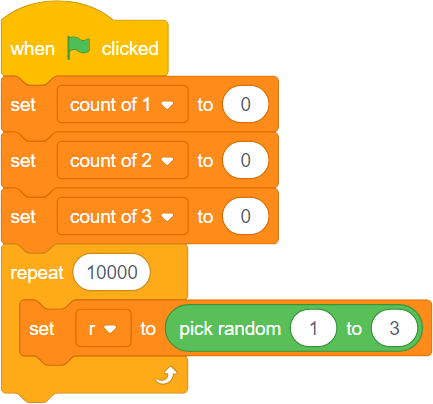 when clicked
set count of 1 to 0
set count of 2 to 0
set count of 3 to 0
repeat 10000
set r to pick random 1 to 3